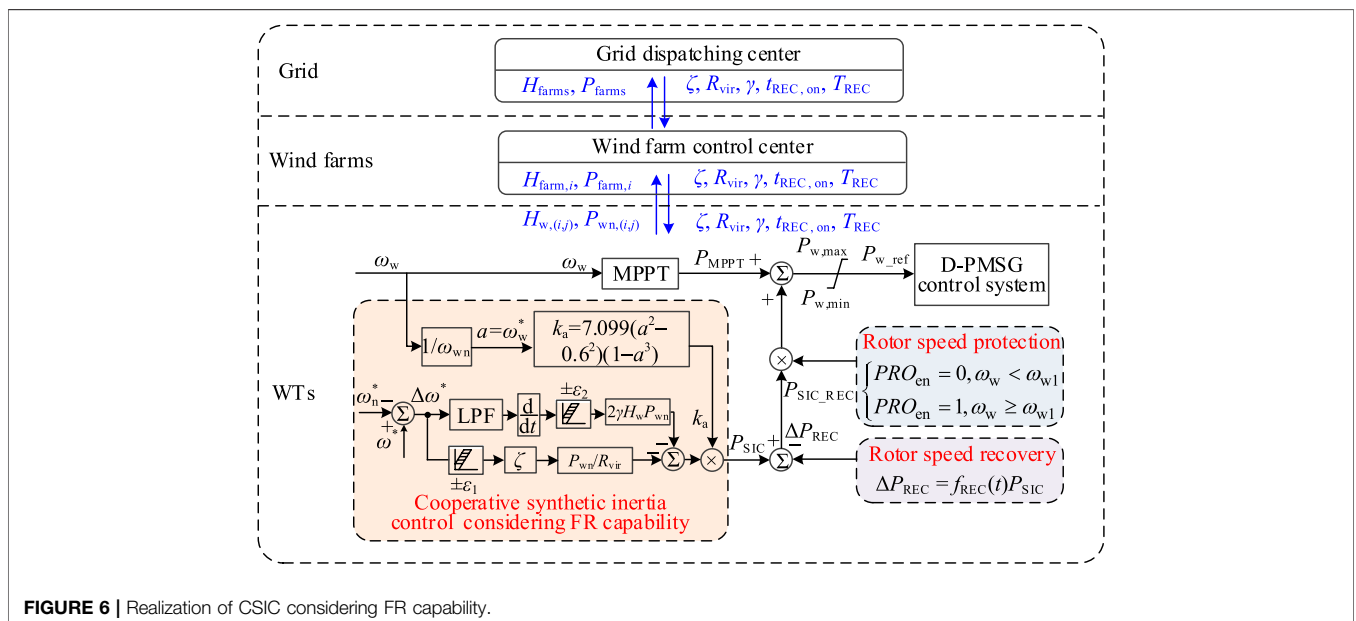 Grid
Grid dispatching center
H_farms, P_farms    ζ, R_vir, γ, t_REC, on, T_REC
Wind farms
Wind farm control center
H_farm,i, P_farm,i    ζ, R_vir, γ, t_REC, on, T_REC
H_w,(i,j), P_wn,(i,j)    ζ, R_vir, γ, t_REC, on, T_REC
WTs
ω_w
ω_w
MPPT
P_MPPT +
Σ
+
P_w,max
P_w,min
P_w_ref
D-PMSG
control system
1/ω_wn
a=ω_w^*
k_a=7.099(a^2−
0.6^2)(1−a^3)
ω_n^* −
Σ
+
ω^*
Δω^*
LPF
d/dt
±ε_2
2γH_wP_wn
±ε_1
ζ
P_wn/R_vir
−
−
Σ
k_a
×
P_SIC +
Σ
−
ΔP_REC
P_SIC_REC
×
Cooperative synthetic inertia
control considering FR capability
Rotor speed protection
{PRO_en = 0, ω_w < ω_w1
PRO_en = 1, ω_w ≥ ω_w1
Rotor speed recovery
ΔP_REC = f_REC(t)P_SIC
FIGURE 6 | Realization of CSIC considering FR capability.